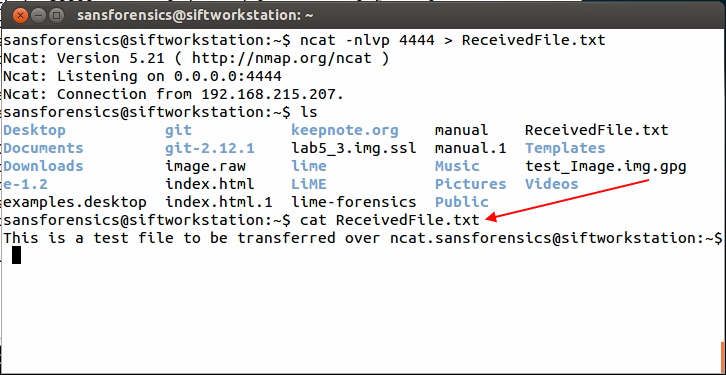 sansforensics@siftworkstation: ~
sansforensics@siftworkstation:~$ ncat -nlvp 4444 > ReceivedFile.txt
Ncat: Version 5.21 ( http://nmap.org/ncat )
Ncat: Listening on 0.0.0.0:4444
Ncat: Connection from 192.168.215.207.
sansforensics@siftworkstation:~$ ls
Desktop git keepnote.org manual ReceivedFile.txt
Documents git-2.12.1 lab5_3.img.ssl manual.1 Templates
Downloads image.raw lime Music test_Image.img.gpg
e-1.2 index.html LiME Pictures Videos
examples.desktop index.html.1 lime-forensics Public
sansforensics@siftworkstation:~$ cat ReceivedFile.txt
This is a test file to be transferred over ncat.sansforensics@siftworkstation:~$